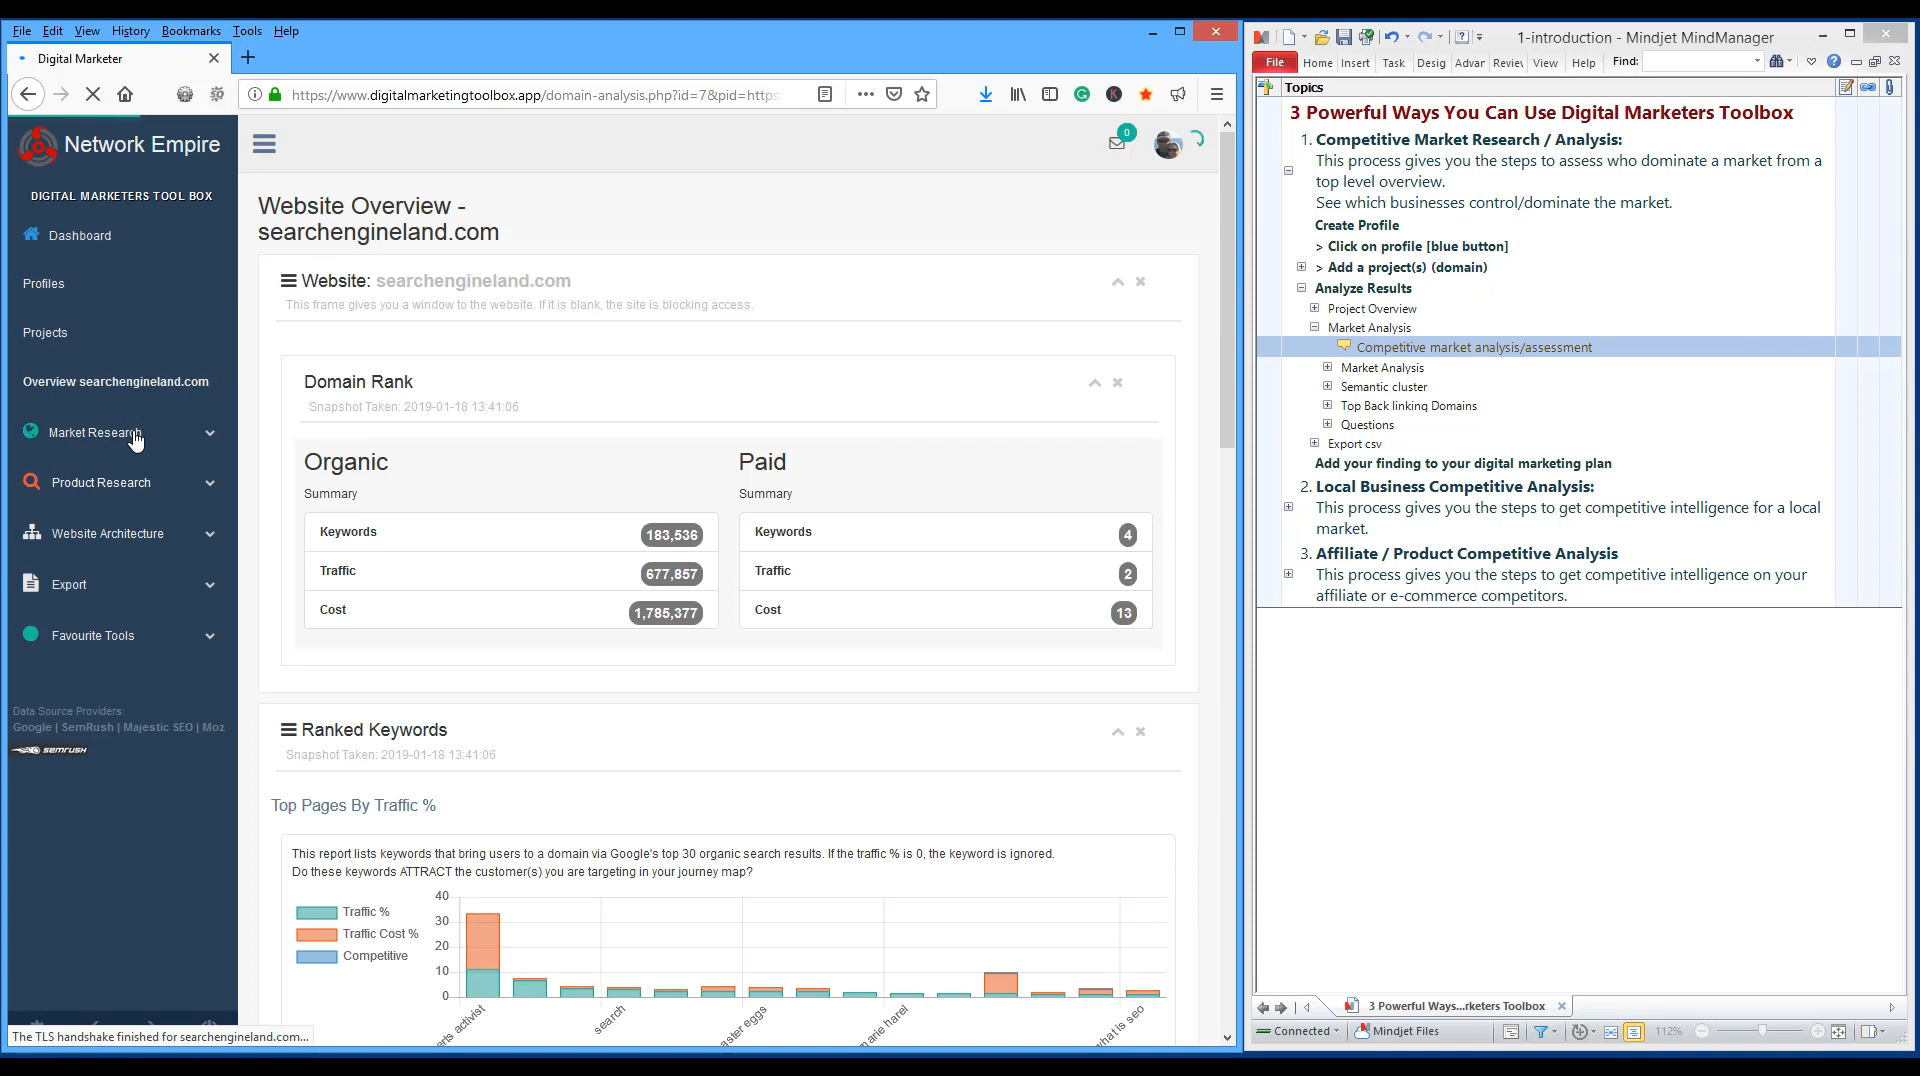 File Edit View History Bookmarks Tools Help
Digital Marketer
https://www.digitalmarketingtoolbox.app/domain-analysis.php?id=7&pid=https:
Network Empire
0
DIGITAL MARKETERS TOOL BOX
Dashboard
Profiles
Projects
Overview searchengineland.com
Market Research
Product Research
Website Architecture
Export
Favourite Tools
Data Source Providers:
Google | SemRush | Majestic SEO | Moz
SEMRUSH
The TLS handshake finished for searchengineland.com...
Website Overview -
searchengineland.com
Website: searchengineland.com
This frame gives you a window to the website. If it is blank, the site is blocking access.
Domain Rank
Snapshot Taken: 2019-01-18 13:41:06
Organic
Summary
Keywords 183,536
Traffic 677,857
Cost 1,785,377
Paid
Summary
Keywords 4
Traffic 2
Cost 13
Ranked Keywords
Snapshot Taken: 2019-01-18 13:41:06
Top Pages By Traffic %
This report lists keywords that bring users to a domain via Google's top 30 organic search results. If the traffic % is 0, the keyword is ignored.
Do these keywords ATTRACT the customer(s) you are targeting in your journey map?
Traffic %
Traffic Cost %
Competitive
40
30
20
10
0
rts activist
search
aster eggs
marie harel
what is seo
1-introduction - Mindjet MindManager
File Home Insert Task Desig Advar Review View Help Find:
Topics
3 Powerful Ways You Can Use Digital Marketers Toolbox
1. Competitive Market Research / Analysis:
This process gives you the steps to assess who dominate a market from a
top level overview.
See which businesses control/dominate the market.
Create Profile
> Click on profile [blue button]
> Add a project(s) (domain)
Analyze Results
Project Overview
Market Analysis
Competitive market analysis/assessment
Market Analysis
Semantic cluster
Top Back linking Domains
Questions
Export csv
Add your finding to your digital marketing plan
2. Local Business Competitive Analysis:
This process gives you the steps to get competitive intelligence for a local
market.
3. Affiliate / Product Competitive Analysis
This process gives you the steps to get competitive intelligence on your
affiliate or e-commerce competitors.
3 Powerful Ways...rketers Toolbox
Connected Mindjet Files 112%